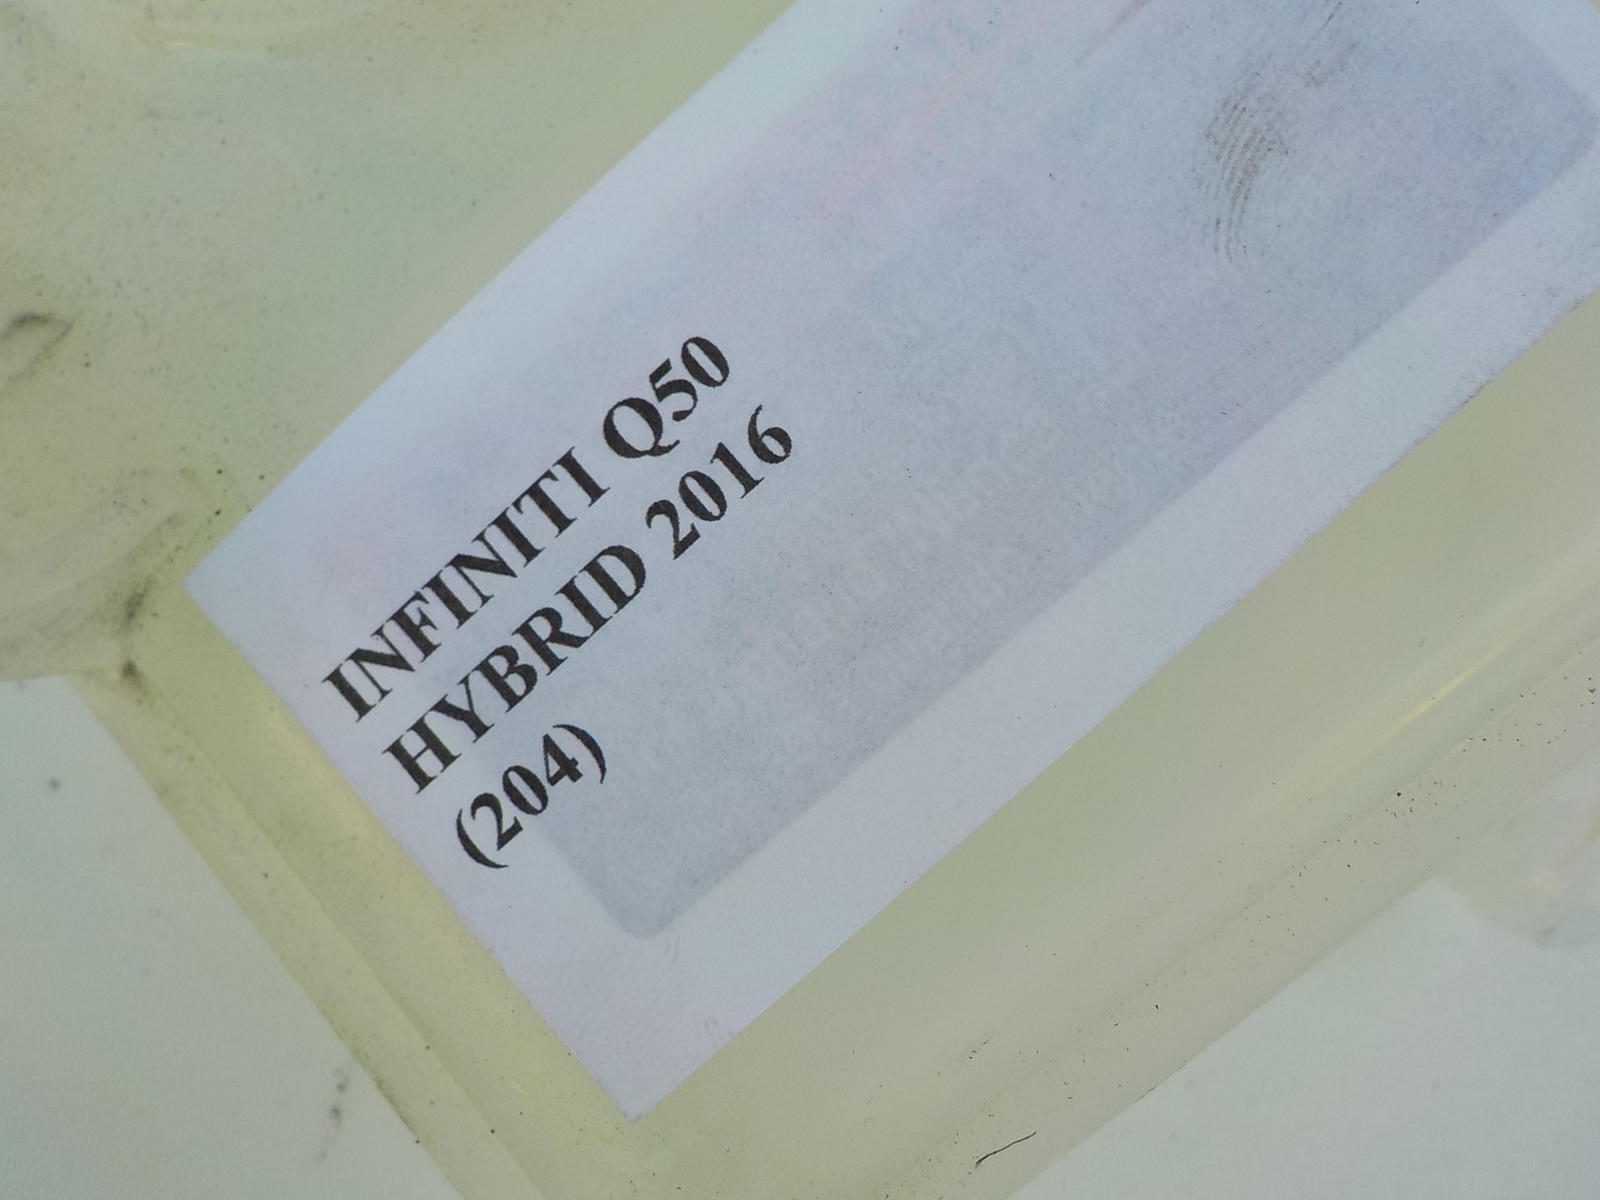 INFINITI Q50
HYBRID 2016
(204)